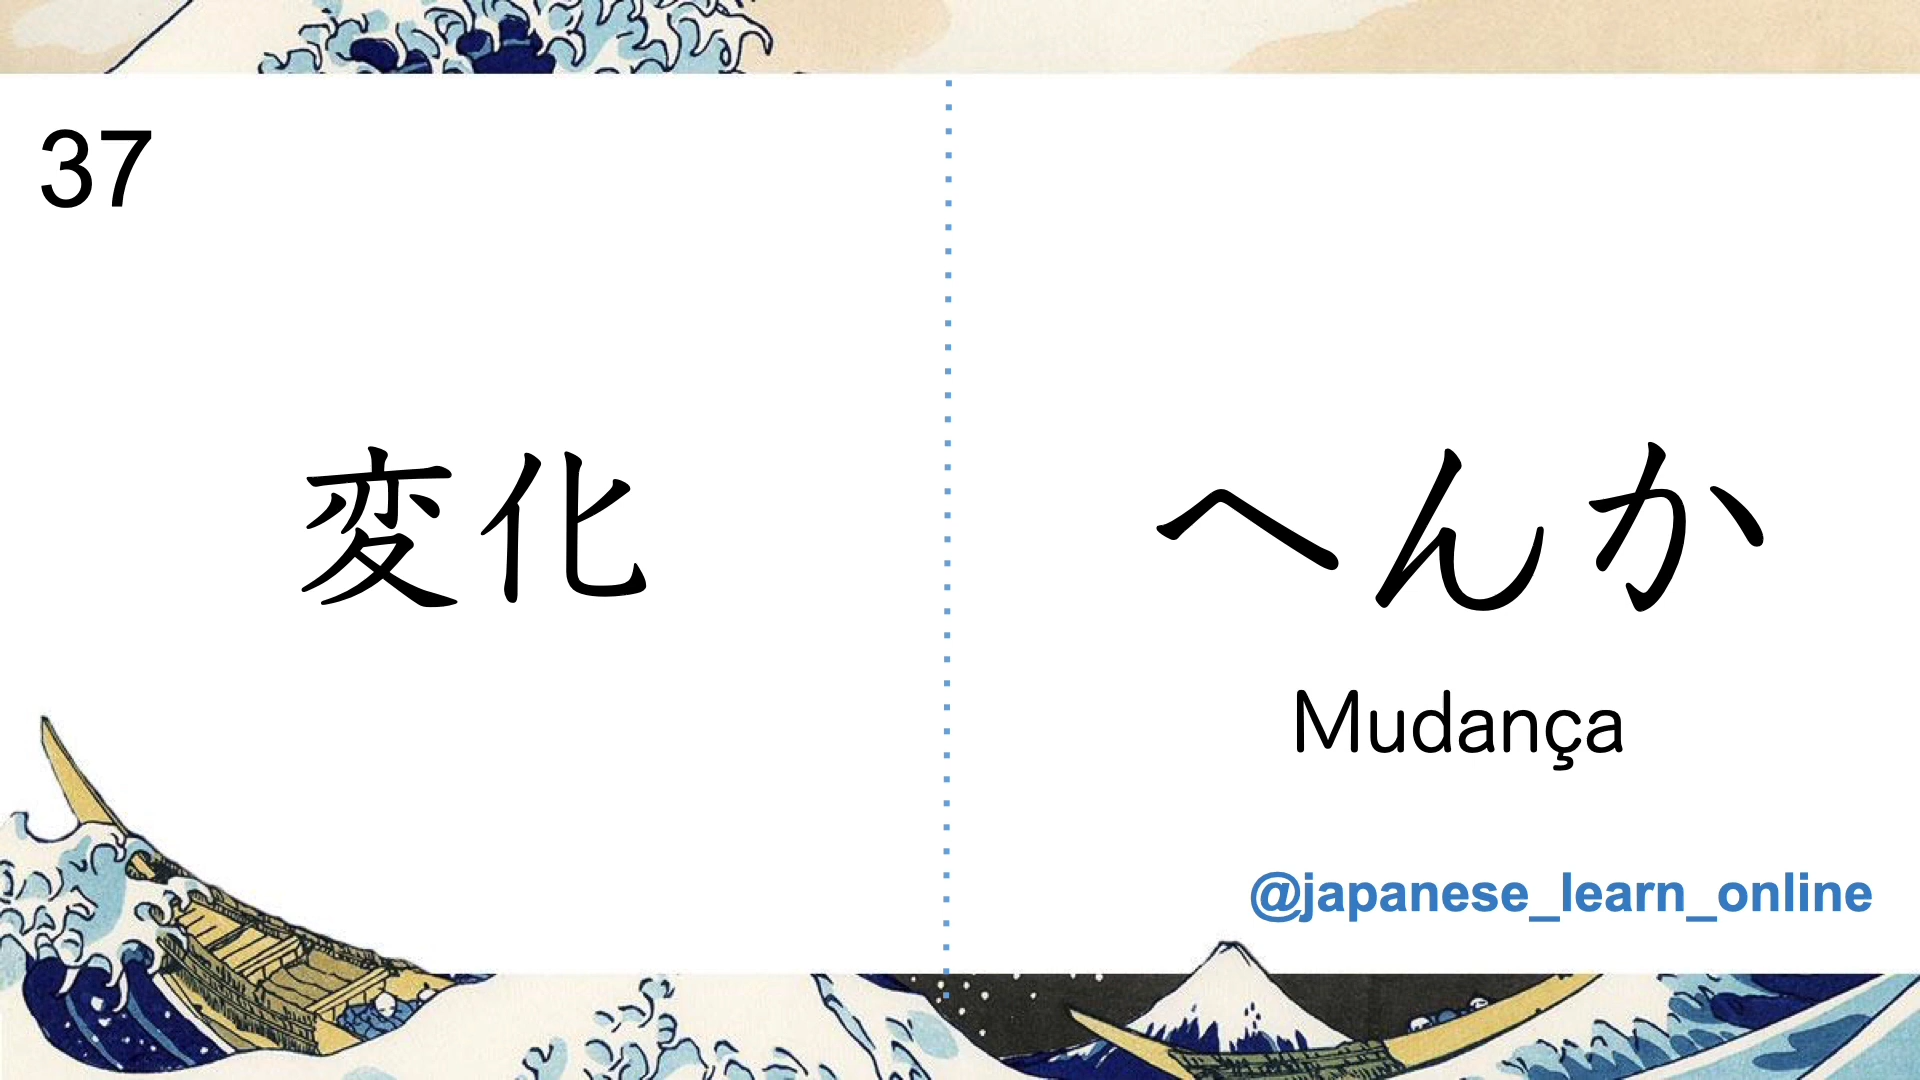 37
変化
へんか
Mudança
@japanese_learn_online